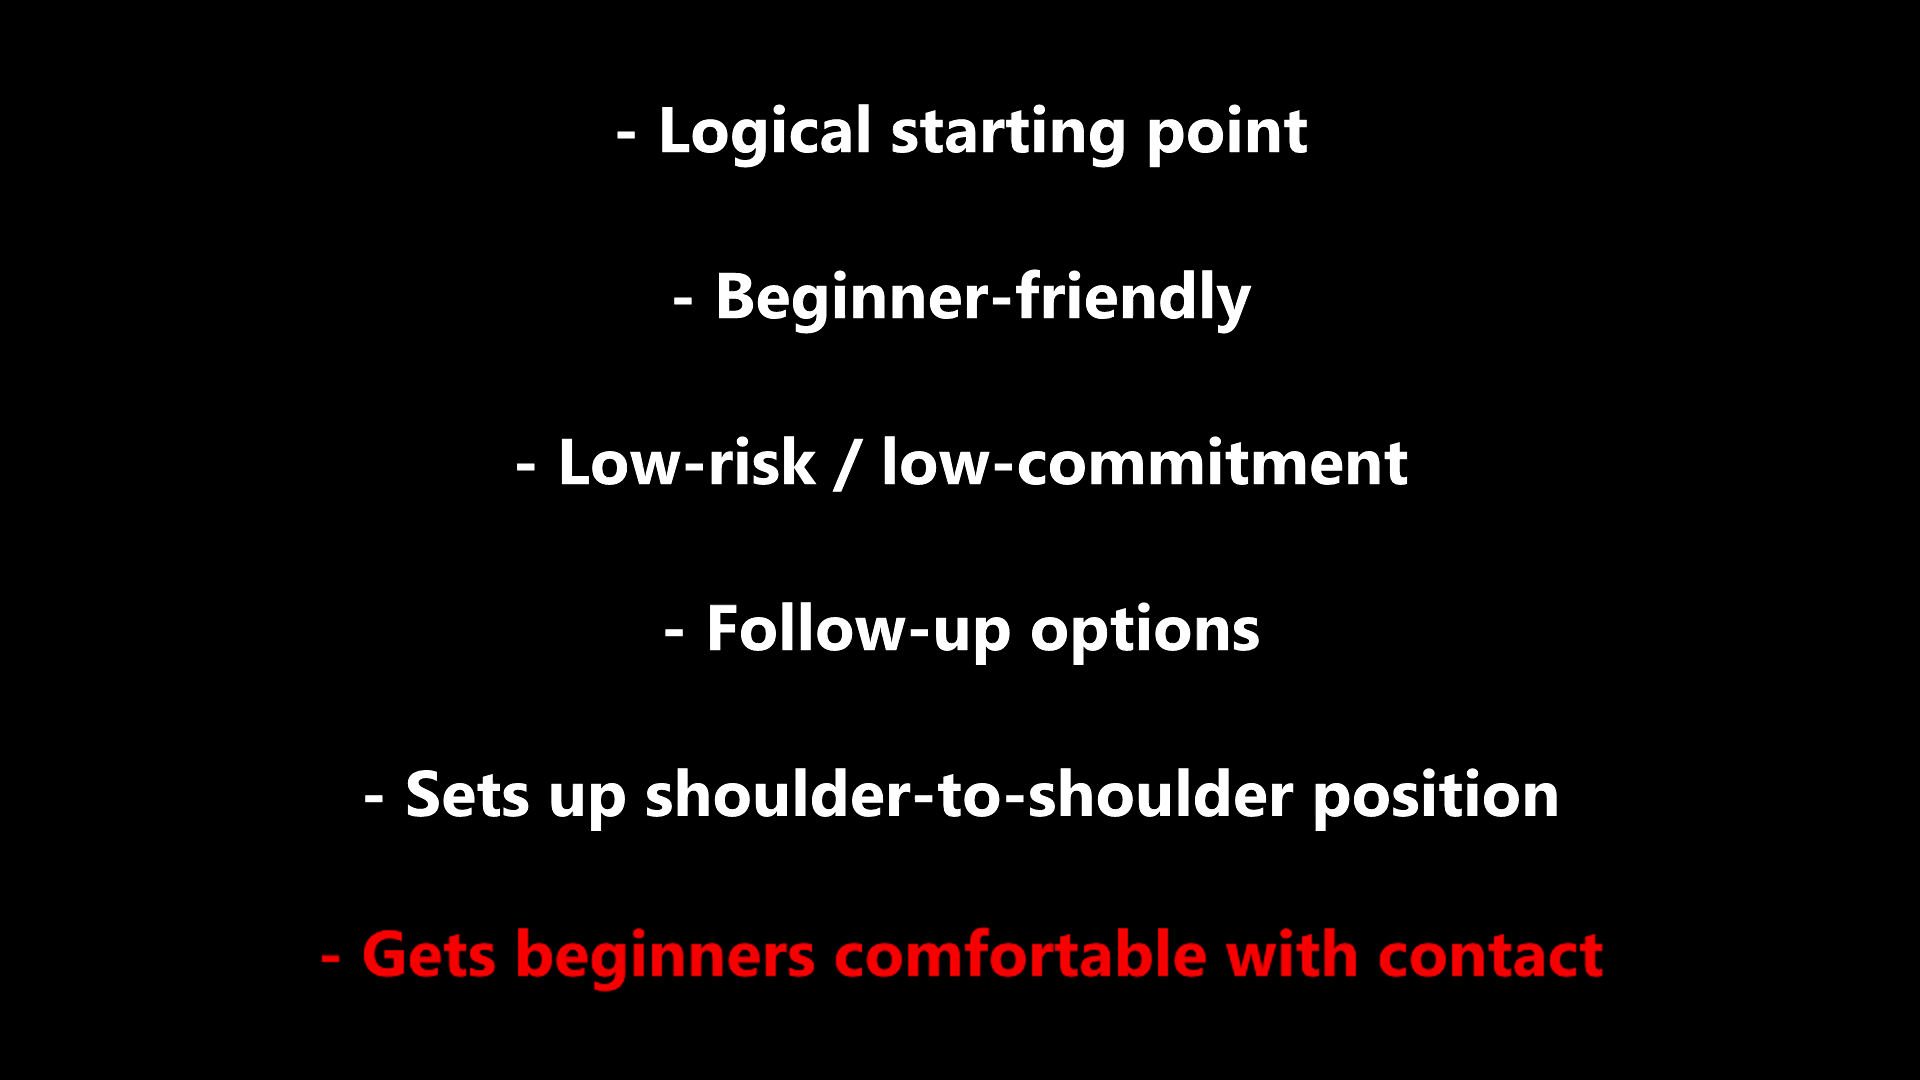 - Logical starting point
- Beginner-friendly
- Low-risk / low-commitment
- Follow-up options
- Sets up shoulder-to-shoulder position
- Gets beginners comfortable with contact